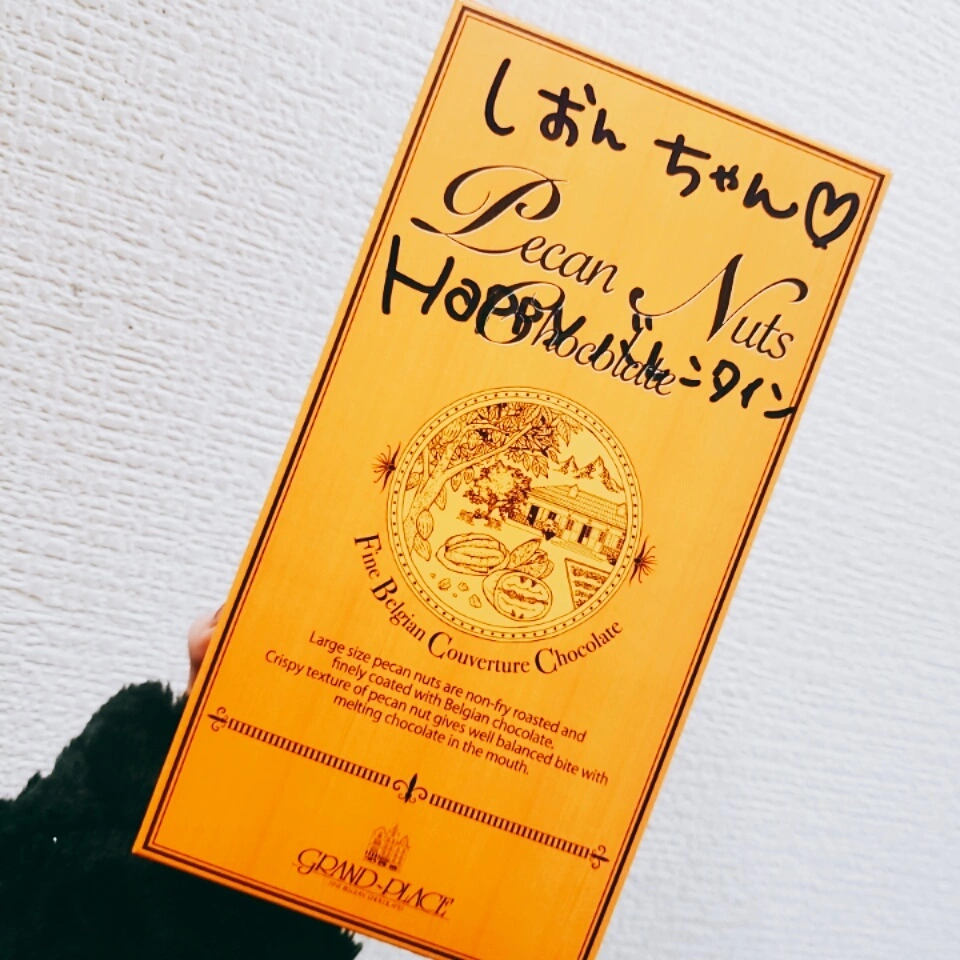 しおんちゃん♡
Pecan Nuts
Chocolate
Happy バレンタイン
Fine Belgian Couverture Chocolate
Large size pecan nuts are non-fry roasted and
finely coated with Belgian chocolate.
Crispy texture of pecan nut gives well balanced bite with
melting chocolate in the mouth.
GRAND-PLACE